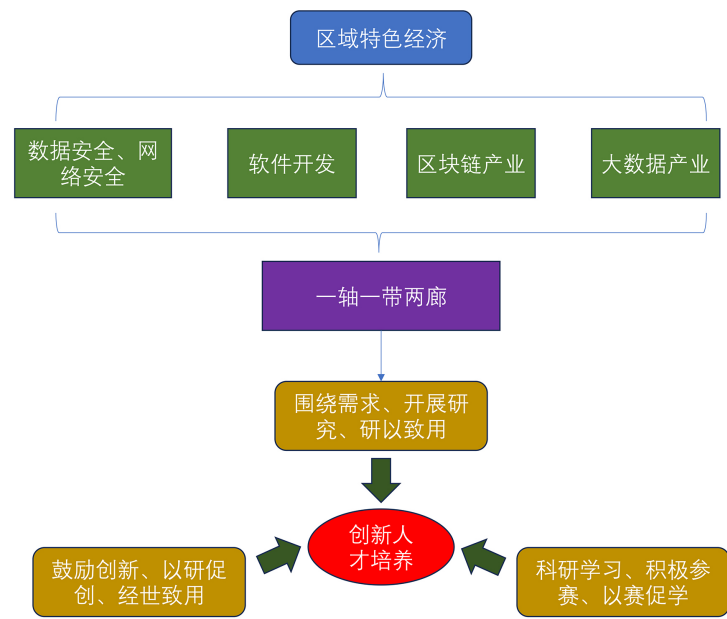 区域特色经济
数据安全、网
络安全
软件开发
区块链产业
大数据产业
一轴一带两廊
围绕需求、开展研
究、研以致用
创新人
才培养
鼓励创新、以研促
创、经世致用
科研学习、积极参
赛、以赛促学